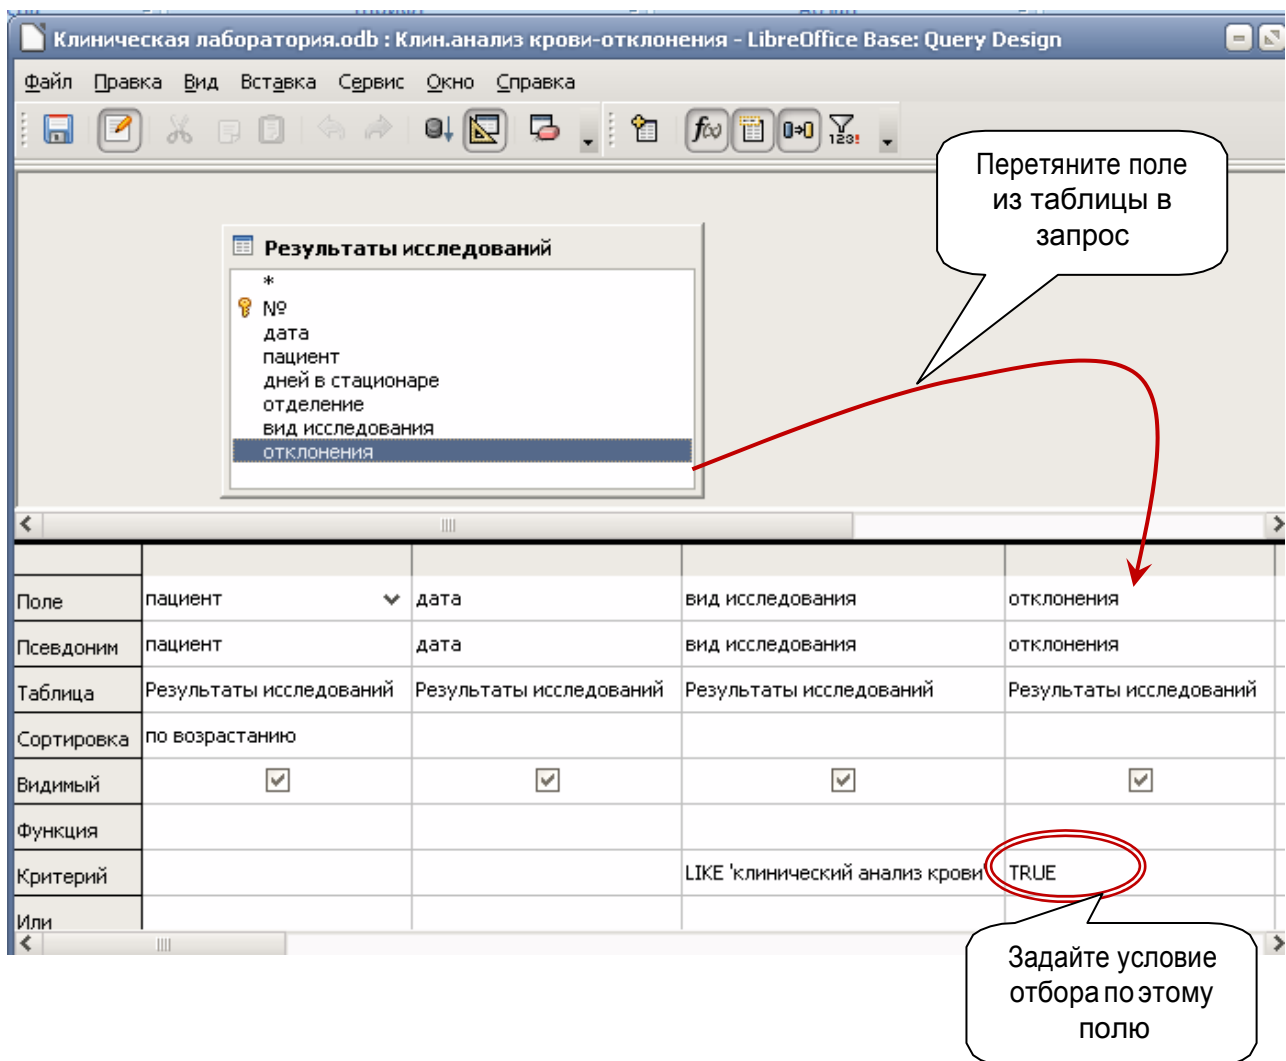 Клиническая лаборатория.odb : Клин.анализ крови-отклонения - LibreOffice Base: Query Design
Файл Правка Вид Вставка Сервис Окно Справка
f(x) 123!
Перетяните поле
из таблицы в
запрос
Результаты исследований
*
№
дата
пациент
дней в стационаре
отделение
вид исследования
отклонения
Поле пациент дата вид исследования отклонения
Псевдоним пациент дата вид исследования отклонения
Таблица Результаты исследований Результаты исследований Результаты исследований Результаты исследований
Сортировка по возрастанию
Видимый
Функция
Критерий LIKE 'клинический анализ крови' TRUE
Или
Задайте условие
отбора по этому
полю